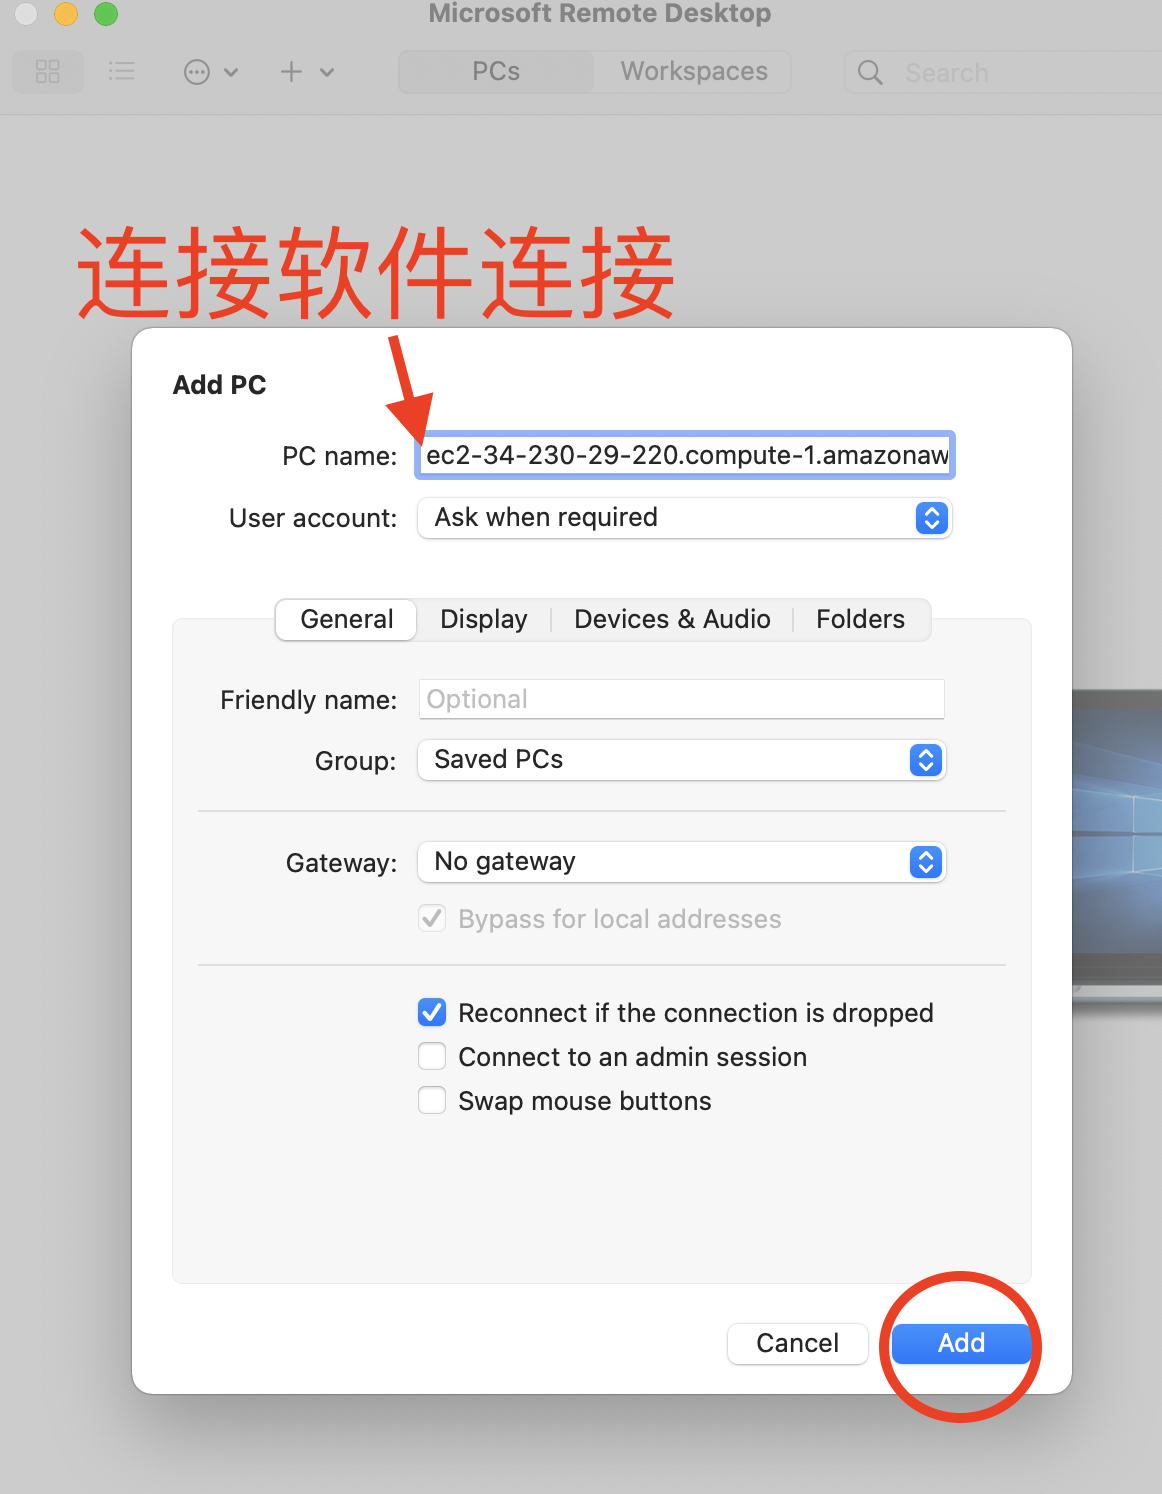 Microsoft Remote Desktop
PCs
Workspaces
Search
连接软件连接
Add PC
PC name: ec2-34-230-29-220.compute-1.amazonaw
User account: Ask when required
General
Display
Devices & Audio
Folders
Friendly name: Optional
Group: Saved PCs
Gateway: No gateway
Bypass for local addresses
Reconnect if the connection is dropped
Connect to an admin session
Swap mouse buttons
Cancel
Add